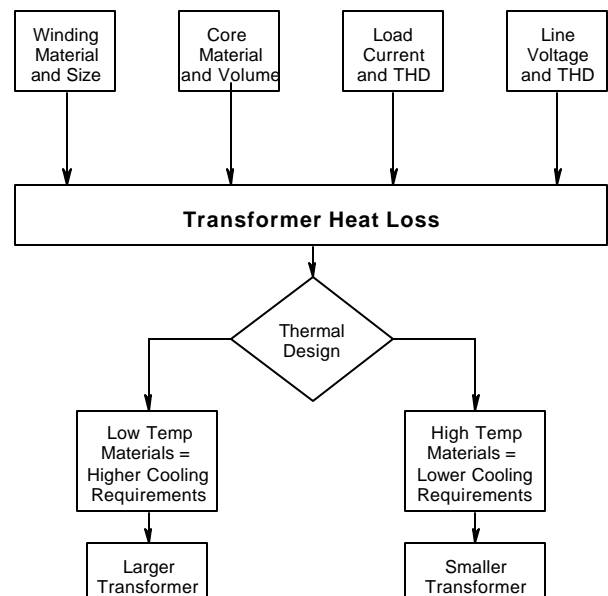 Winding
Material
and Size
Core
Material
and Volume
Load
Current
and THD
Line
Voltage
and THD
Transformer Heat Loss
Thermal
Design
Low Temp
Materials =
Higher Cooling
Requirements
High Temp
Materials =
Lower Cooling
Requirements
Larger
Transformer
Smaller
Transformer